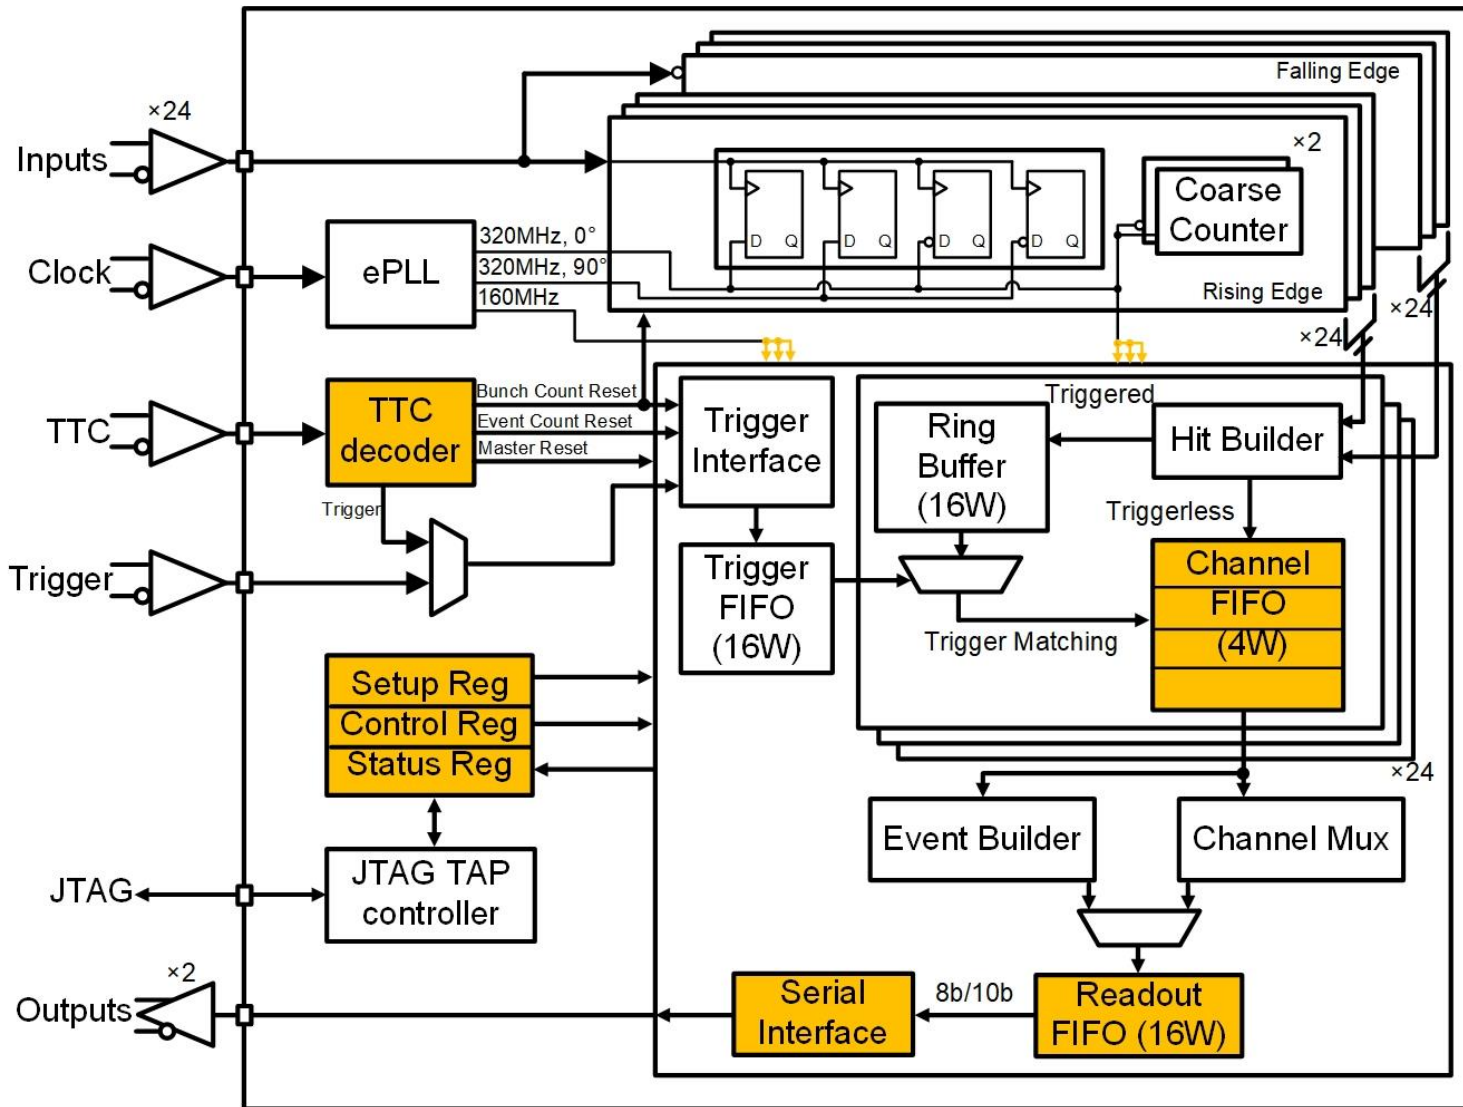 Falling Edge
×24
×2
Inputs
Coarse
Counter
D Q
D Q
D Q
D Q
320MHz, 0°
Clock
ePLL
320MHz, 90°
160MHz
Rising Edge
×24
×24
TTC
TTC
decoder
Bunch Count Reset
Event Count Reset
Master Reset
Trigger
Trigger
Interface
Triggered
Ring
Buffer
(16W)
Hit Builder
Triggerless
Trigger
Trigger
FIFO
(16W)
Channel
FIFO
(4W)
Trigger Matching
Setup Reg
Control Reg
Status Reg
×24
Event Builder
Channel Mux
JTAG
JTAG TAP
controller
×2
Outputs
Serial
Interface
8b/10b
Readout
FIFO (16W)